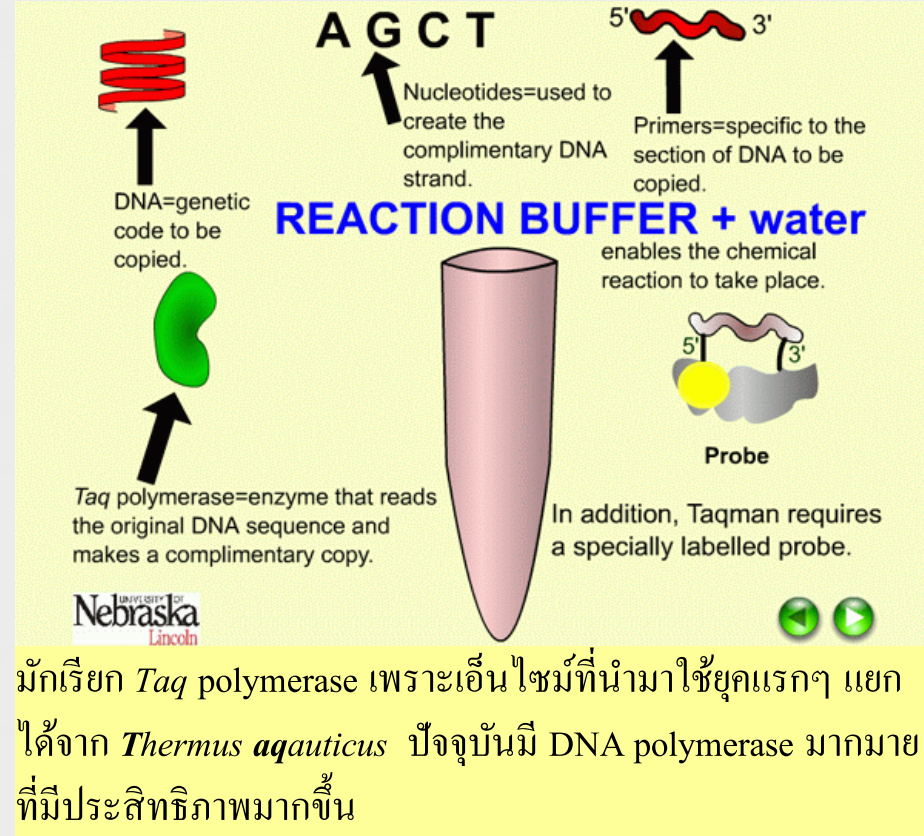 A G C T
5' 3'
Nucleotides=used to
create the
complimentary DNA
strand.
Primers=specific to the
section of DNA to be
copied.
DNA=genetic
code to be
copied.
REACTION BUFFER + water
enables the chemical
reaction to take place.
5' 3'
Probe
Taq polymerase=enzyme that reads
the original DNA sequence and
makes a complimentary copy.
In addition, Taqman requires
a specially labelled probe.
UNIVERSITY OF
Nebraska
Lincoln
มักเรียก Taq polymerase เพราะเอ็นไซม์ที่นำมาใช้ยุคแรกๆ แยก
ได้จาก Thermus aqauticus ปัจจุบันมี DNA polymerase มากมาย
ที่มีประสิทธิภาพมากขึ้น